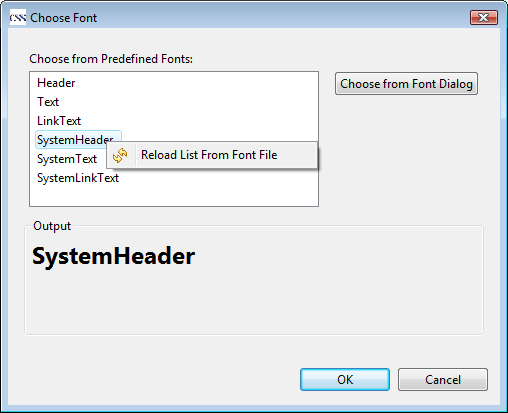 CSS Choose Font
Choose from Predefined Fonts:
Header
Text
LinkText
SystemHeader
SystemText
SystemLinkText
Choose from Font Dialog
Reload List From Font File
Output
SystemHeader
OK
Cancel